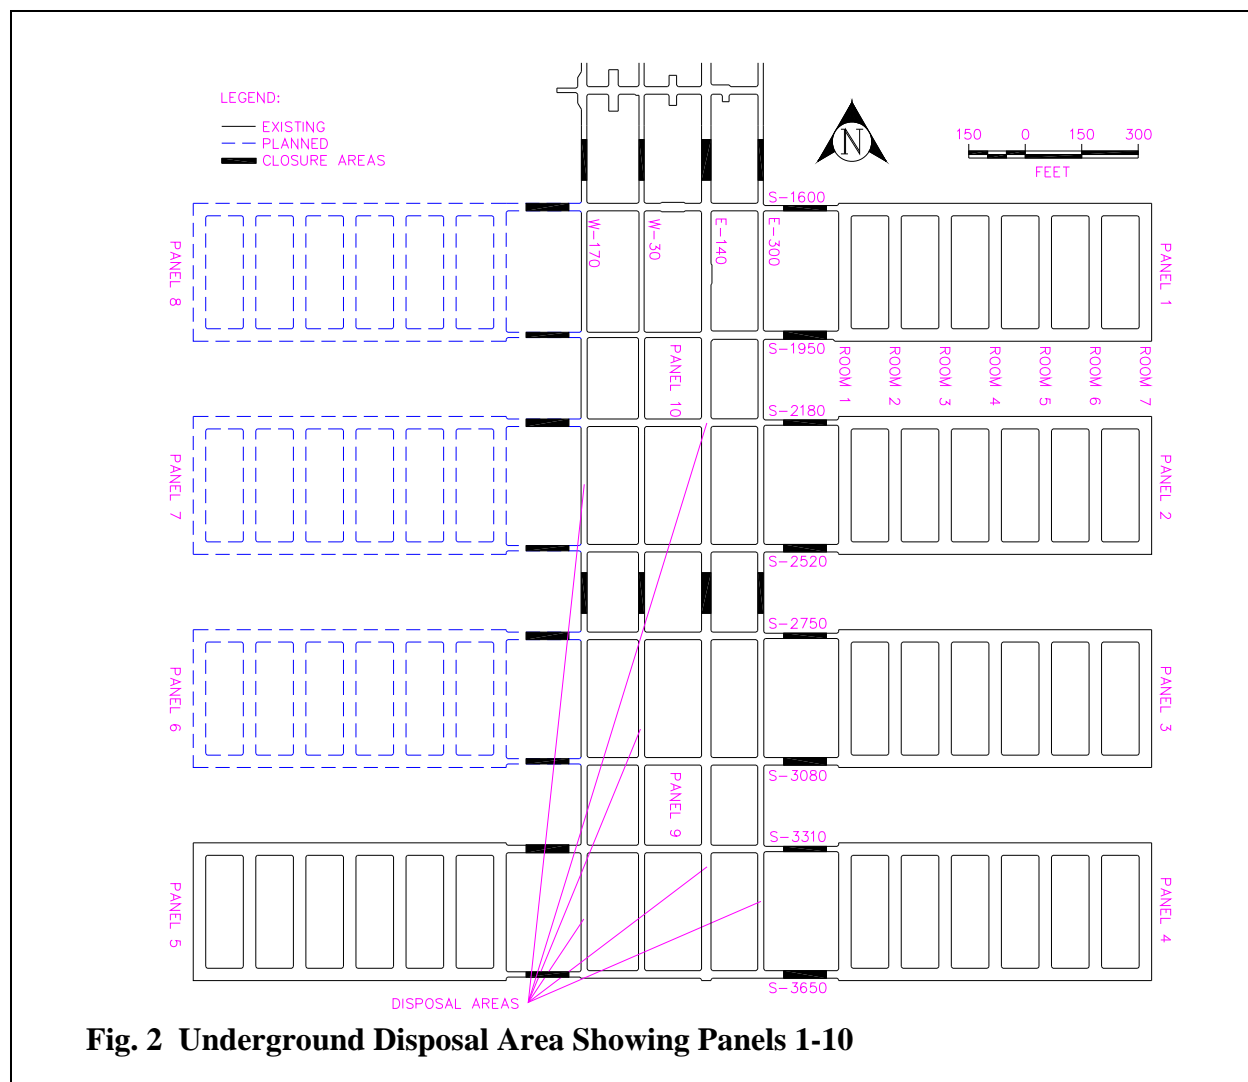 LEGEND:
EXISTING
PLANNED
CLOSURE AREAS
N
150 0 150 300
FEET
S-1600
W-170
W-30
E-140
E-300
PANEL 8
PANEL 1
S-1950
PANEL 10
ROOM 1
ROOM 2
ROOM 3
ROOM 4
ROOM 5
ROOM 6
ROOM 7
S-2180
PANEL 7
PANEL 2
S-2520
S-2750
PANEL 6
PANEL 3
S-3080
PANEL 9
S-3310
PANEL 5
PANEL 4
S-3650
DISPOSAL AREAS
Fig. 2 Underground Disposal Area Showing Panels 1-10